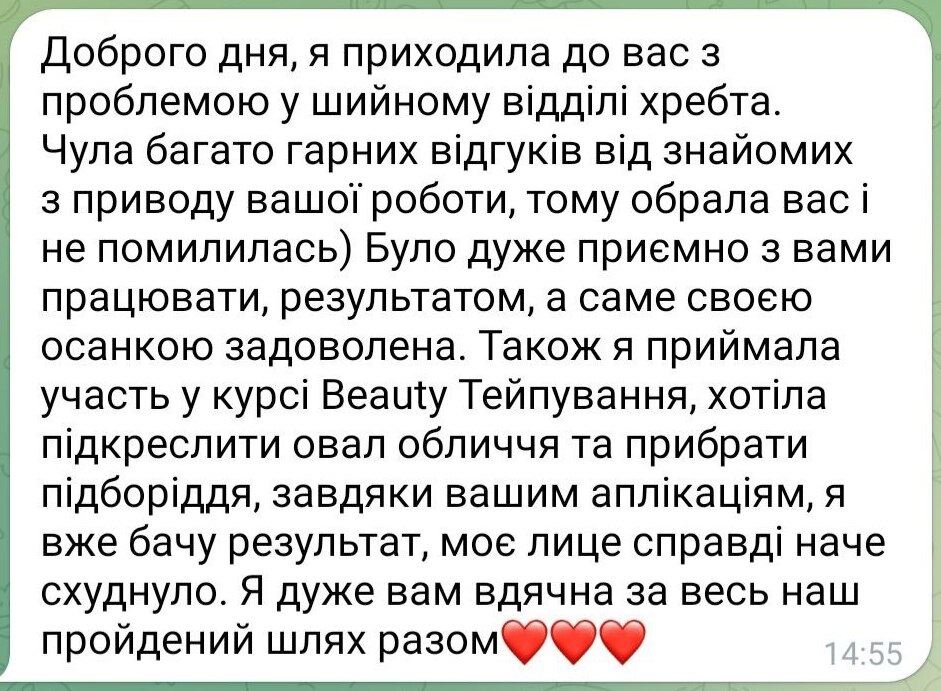 Доброго дня, я приходила до вас з
проблемою у шийному відділі хребта.
Чула багато гарних відгуків від знайомих
з приводу вашої роботи, тому обрала вас і
не помилилась) Було дуже приємно з вами
працювати, результатом, а саме своєю
осанкою задоволена. Також я приймала
участь у курсі Beauty Тейпування, хотіла
підкреслити овал обличчя та прибрати
підборіддя, завдяки вашим аплікаціям, я
вже бачу результат, моє лице справді наче
схуднуло. Я дуже вам вдячна за весь наш
пройдений шлях разом❤️❤️❤️
14:55